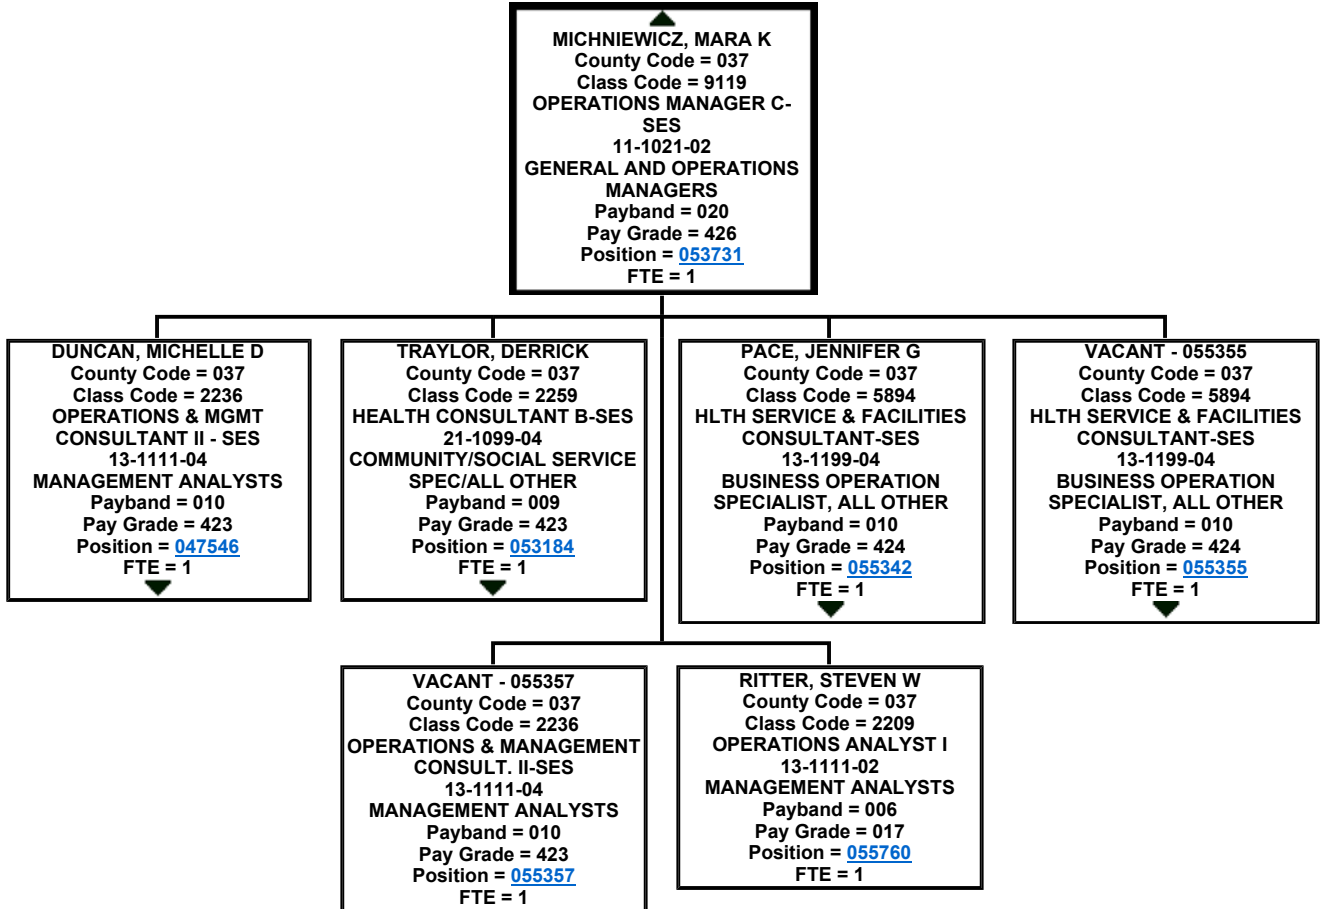 MICHNIEWICZ, MARA K
County Code = 037
Class Code = 9119
OPERATIONS MANAGER C-
SES
11-1021-02
GENERAL AND OPERATIONS
MANAGERS
Payband = 020
Pay Grade = 426
Position = 053731
FTE = 1
DUNCAN, MICHELLE D
County Code = 037
Class Code = 2236
OPERATIONS & MGMT
CONSULTANT II - SES
13-1111-04
MANAGEMENT ANALYSTS
Payband = 010
Pay Grade = 423
Position = 047546
FTE = 1
TRAYLOR, DERRICK
County Code = 037
Class Code = 2259
HEALTH CONSULTANT B-SES
21-1099-04
COMMUNITY/SOCIAL SERVICE
SPEC/ALL OTHER
Payband = 009
Pay Grade = 423
Position = 053184
FTE = 1
PACE, JENNIFER G
County Code = 037
Class Code = 5894
HLTH SERVICE & FACILITIES
CONSULTANT-SES
13-1199-04
BUSINESS OPERATION
SPECIALIST, ALL OTHER
Payband = 010
Pay Grade = 424
Position = 055342
FTE = 1
VACANT - 055355
County Code = 037
Class Code = 5894
HLTH SERVICE & FACILITIES
CONSULTANT-SES
13-1199-04
BUSINESS OPERATION
SPECIALIST, ALL OTHER
Payband = 010
Pay Grade = 424
Position = 055355
FTE = 1
VACANT - 055357
County Code = 037
Class Code = 2236
OPERATIONS & MANAGEMENT
CONSULT. II-SES
13-1111-04
MANAGEMENT ANALYSTS
Payband = 010
Pay Grade = 423
Position = 055357
FTE = 1
RITTER, STEVEN W
County Code = 037
Class Code = 2209
OPERATIONS ANALYST I
13-1111-02
MANAGEMENT ANALYSTS
Payband = 006
Pay Grade = 017
Position = 055760
FTE = 1